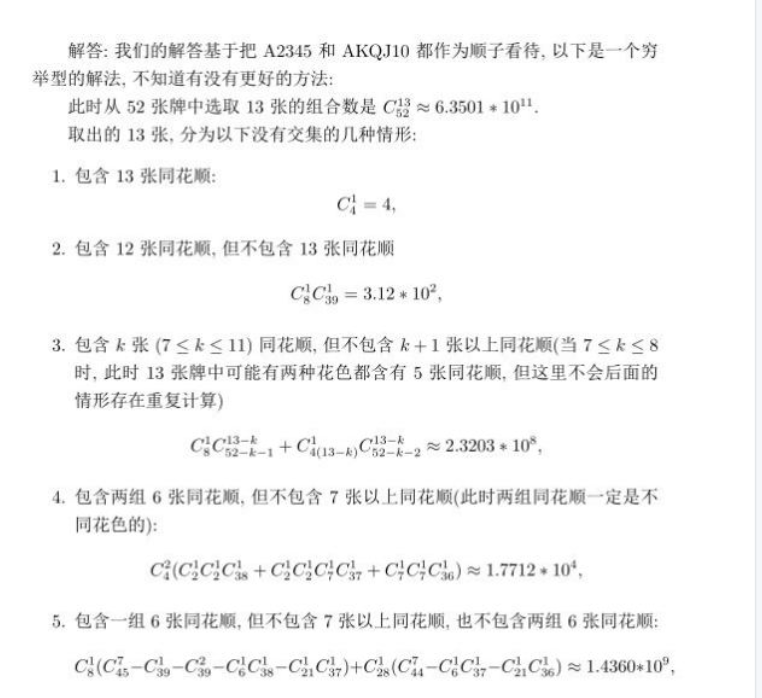 解答: 我们的解答基于把 A2345 和 AKQJ10 都作为顺子看待, 以下是一个穷
举型的解法, 不知道有没有更好的方法:
此时从 52 张牌中选取 13 张的组合数是 $C_{52}^{13} \approx 6.3501 * 10^{11}$.
取出的 13 张, 分为以下没有交集的几种情形:
1. 包含 13 张同花顺:
$C_4^1 = 4,$
2. 包含 12 张同花顺, 但不包含 13 张同花顺
$C_8^1 C_{39}^1 = 3.12 * 10^2,$
3. 包含 $k$ 张 $(7 \leq k \leq 11)$ 同花顺, 但不包含 $k+1$ 张以上同花顺(当 $7 \leq k \leq 8$
时, 此时 13 张牌中可能有两种花色都含有 5 张同花顺, 但这里不会后面的
情形存在重复计算)
$C_8^1 C_{52-k-1}^{13-k} + C_{4(13-k)}^1 C_{52-k-2}^{13-k} \approx 2.3203 * 10^8,$
4. 包含两组 6 张同花顺, 但不包含 7 张以上同花顺(此时两组同花顺一定是不
同花色的):
$C_4^2 (C_2^1 C_2^1 C_{38}^1 + C_2^1 C_2^1 C_7^1 C_{37}^1 + C_7^1 C_7^1 C_{36}^1) \approx 1.7712 * 10^4,$
5. 包含一组 6 张同花顺, 但不包含 7 张以上同花顺, 也不包含两组 6 张同花顺:
$C_8^1 (C_{45}^7 - C_{39}^1 - C_{39}^2 - C_6^1 C_{38}^1 - C_{21}^1 C_{37}^1) + C_{28}^1 (C_{44}^7 - C_6^1 C_{37}^1 - C_{21}^1 C_{36}^1) \approx 1.4360 * 10^9,$